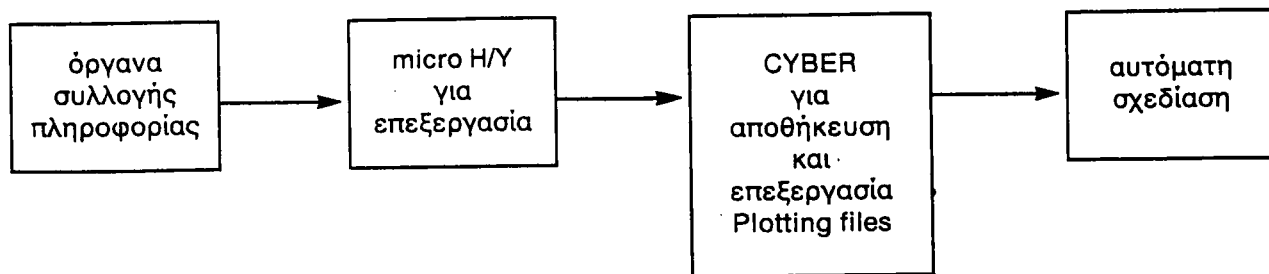 όργανα
συλλογής
πληροφορίας
micro Η/Υ
για
επεξεργασία
CYBER
για
αποθήκευση
και
επεξεργασία
Plotting files
αυτόματη
σχεδίαση